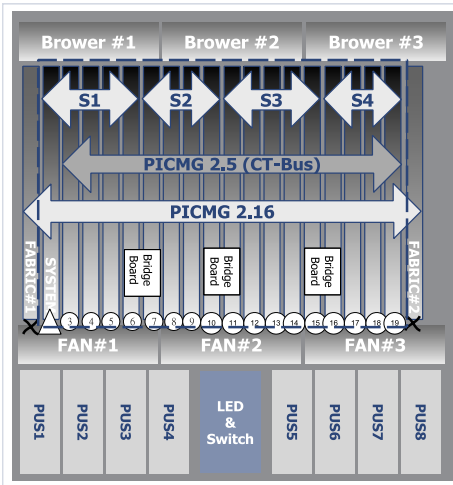 Brower #1 Brower #2 Brower #3
S1 S2 S3 S4
PICMG 2.5 (CT-Bus)
PICMG 2.16
FABRIC#1
SYSTEM
Bridge Board
Bridge Board
Bridge Board
FABRIC#2
3 4 5 6 7 8 9 10 11 12 13 14 15 16 17 18 19
FAN#1 FAN#2 FAN#3
PUS1
PUS2
PUS3
PUS4
LED
&
Switch
PUS5
PUS6
PUS7
PUS8